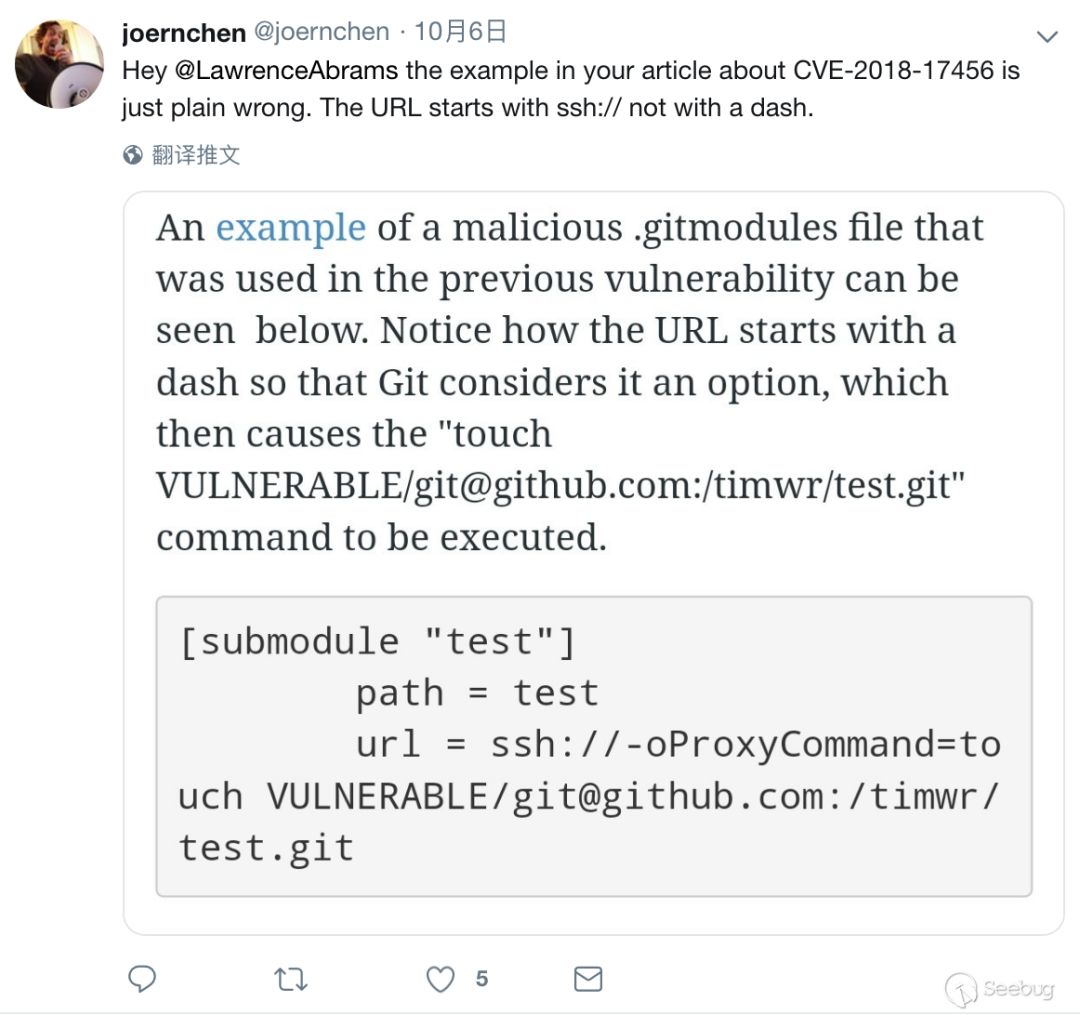 joernchen @joernchen · 10月6日
Hey @LawrenceAbrams the example in your article about CVE-2018-17456 is
just plain wrong. The URL starts with ssh:// not with a dash.
翻译推文
An example of a malicious .gitmodules file that
was used in the previous vulnerability can be
seen  below. Notice how the URL starts with a
dash so that Git considers it an option, which
then causes the "touch
VULNERABLE/git@github.com:/timwr/test.git"
command to be executed.
[submodule "test"]
path = test
url = ssh://-oProxyCommand=to
uch VULNERABLE/git@github.com:/timwr/
test.git
5
Seebug